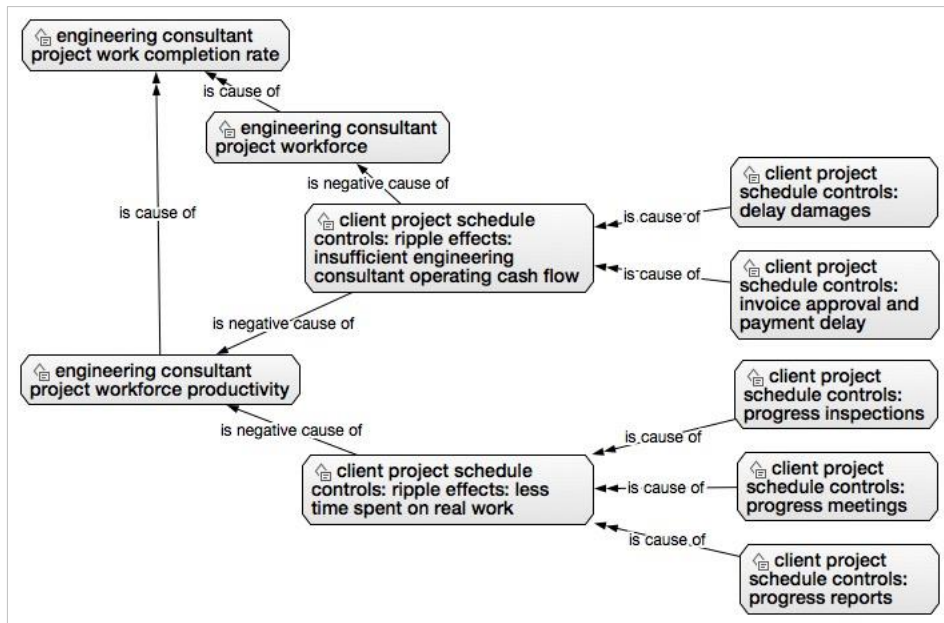 engineering consultant
project work completion rate
is cause of
engineering consultant
project workforce
is negative cause of
is cause of
client project schedule
controls: ripple effects:
insufficient engineering
consultant operating cash flow
is cause of
client project
schedule controls:
delay damages
is cause of
client project
schedule controls:
invoice approval and
payment delay
is negative cause of
engineering consultant
project workforce productivity
is negative cause of
client project schedule
controls: ripple effects: less
time spent on real work
is cause of
client project
schedule controls:
progress inspections
is cause of
client project
schedule controls:
progress meetings
is cause of
client project
schedule controls:
progress reports